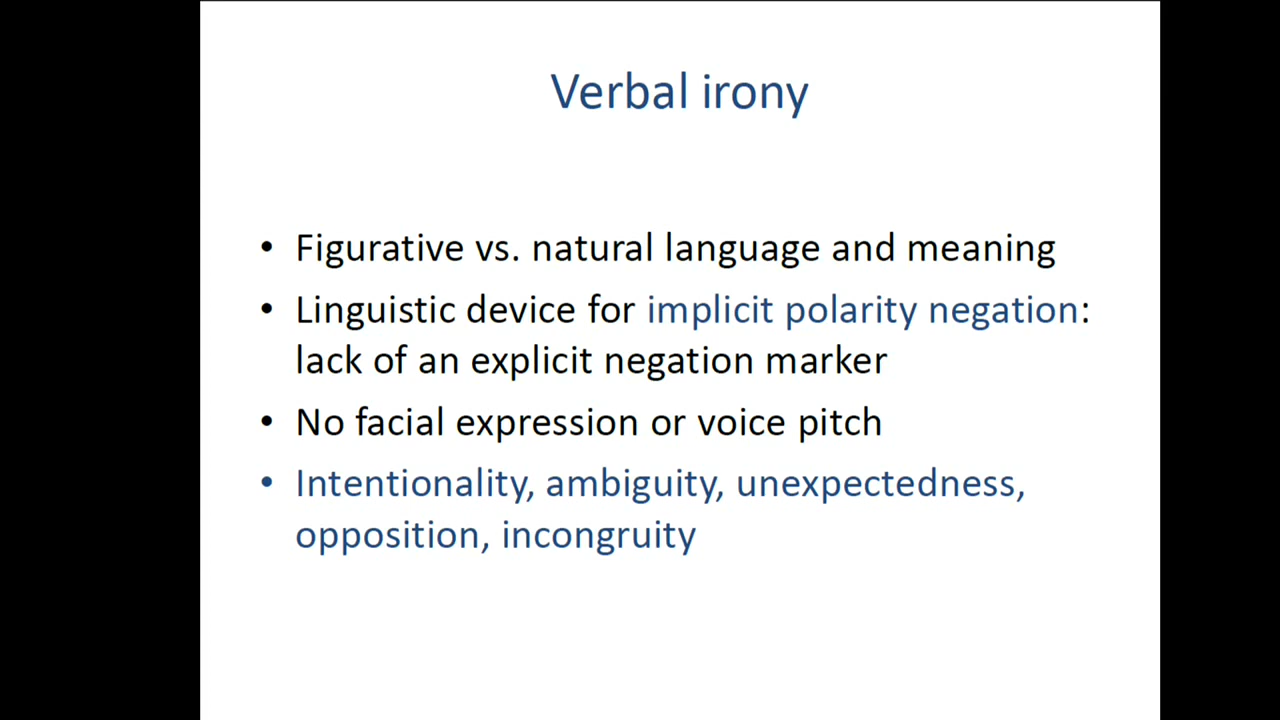 Verbal irony
• Figurative vs. natural language and meaning
• Linguistic device for implicit polarity negation:
lack of an explicit negation marker
• No facial expression or voice pitch
• Intentionality, ambiguity, unexpectedness,
opposition, incongruity